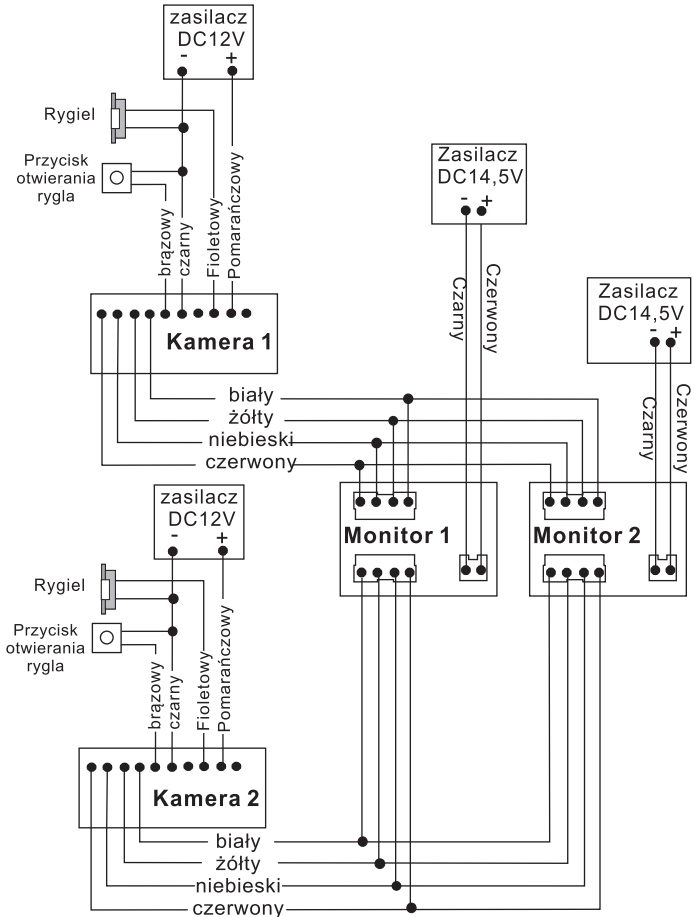 zasilacz
DC12V
- +
Rygiel
Przycisk
otwierania
rygla
brązowy
czarny
Fioletowy
Pomarańczowy
Kamera 1
Zasilacz
DC14,5V
- +
Czarny
Czerwony
Zasilacz
DC14,5V
- +
Czarny
Czerwony
biały
żółty
niebieski
czerwony
Monitor 1
Monitor 2
zasilacz
DC12V
- +
Rygiel
Przycisk
otwierania
rygla
brązowy
czarny
Fioletowy
Pomarańczowy
Kamera 2
biały
żółty
niebieski
czerwony